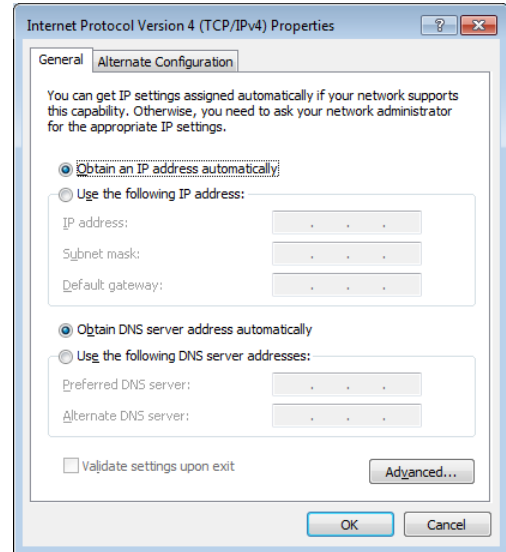 Internet Protocol Version 4 (TCP/IPv4) Properties
General
Alternate Configuration
You can get IP settings assigned automatically if your network supports
this capability. Otherwise, you need to ask your network administrator
for the appropriate IP settings.
Obtain an IP address automatically
Use the following IP address:
IP address:
Subnet mask:
Default gateway:
Obtain DNS server address automatically
Use the following DNS server addresses:
Preferred DNS server:
Alternate DNS server:
Validate settings upon exit
Advanced...
OK
Cancel